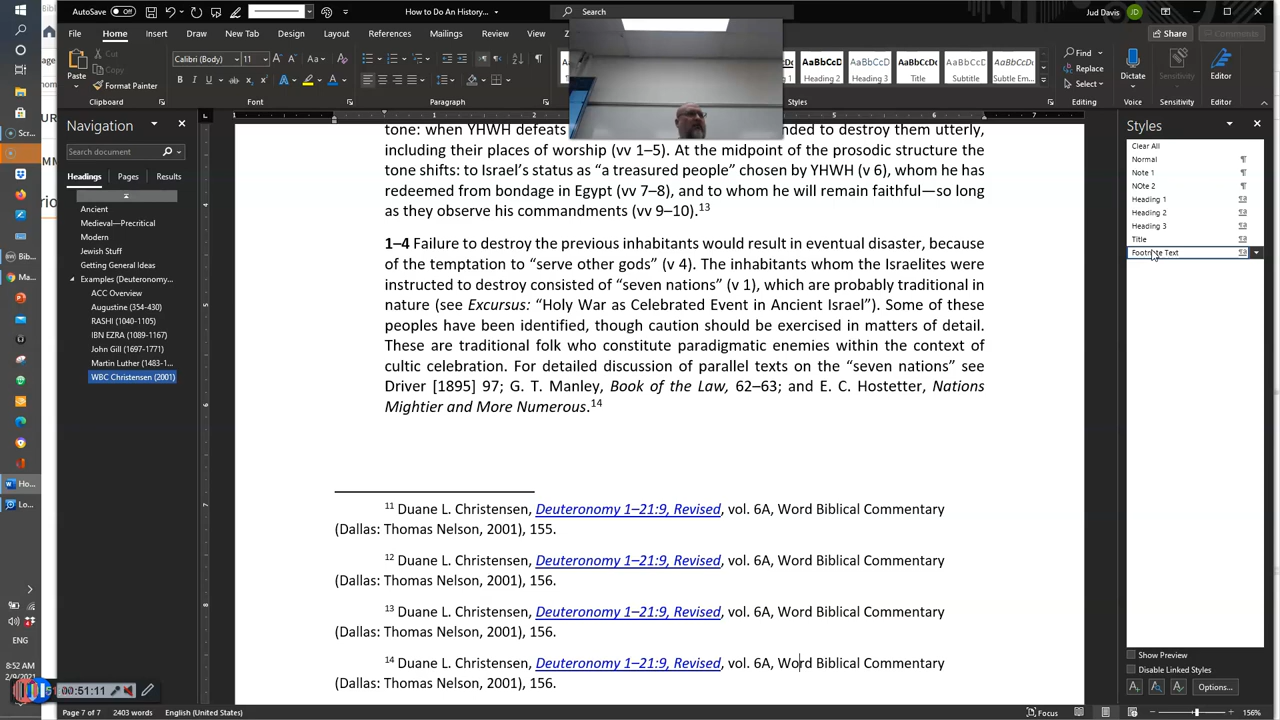 AutoSave Off
How to Do An History...
Search
Jud Davis
JD
File Home Insert Draw New Tab Design Layout References Mailings Review View
Share Comments
Paste
Cut
Copy
Format Painter
Calibri (Body) 11
Heading 2 Heading 3 Title Subtitle Subtle Em...
Find
Replace
Select
Dictate Sensitivity Editor
Clipboard Font Paragraph Styles Editing Voice Sensitivity Editor
Navigation
Search document
Headings Pages Results
Ancient
Medieval—Precritical
Modern
Jewish Stuff
Getting General Ideas
Examples (Deuteronomy...
ACC Overview
Augustine (354-430)
RASHI (1040-1105)
IBN EZRA (1089-1167)
John Gill (1697-1771)
Martin Luther (1483-1...
WBC Christensen (2001)
tone: when YHWH defeats
nded to destroy them utterly,
including their places of worship (vv 1–5). At the midpoint of the prosodic structure the
tone shifts: to Israel’s status as “a treasured people” chosen by YHWH (v 6), whom he has
redeemed from bondage in Egypt (vv 7–8), and to whom he will remain faithful—so long
as they observe his commandments (vv 9–10).13
1–4 Failure to destroy the previous inhabitants would result in eventual disaster, because
of the temptation to “serve other gods” (v 4). The inhabitants whom the Israelites were
instructed to destroy consisted of “seven nations” (v 1), which are probably traditional in
nature (see Excursus: “Holy War as Celebrated Event in Ancient Israel”). Some of these
peoples have been identified, though caution should be exercised in matters of detail.
These are traditional folk who constitute paradigmatic enemies within the context of
cultic celebration. For detailed discussion of parallel texts on the “seven nations” see
Driver [1895] 97; G. T. Manley, Book of the Law, 62–63; and E. C. Hostetter, Nations
Mightier and More Numerous.14
11 Duane L. Christensen, Deuteronomy 1–21:9, Revised, vol. 6A, Word Biblical Commentary
(Dallas: Thomas Nelson, 2001), 155.
12 Duane L. Christensen, Deuteronomy 1–21:9, Revised, vol. 6A, Word Biblical Commentary
(Dallas: Thomas Nelson, 2001), 156.
13 Duane L. Christensen, Deuteronomy 1–21:9, Revised, vol. 6A, Word Biblical Commentary
(Dallas: Thomas Nelson, 2001), 156.
14 Duane L. Christensen, Deuteronomy 1–21:9, Revised, vol. 6A, Word Biblical Commentary
(Dallas: Thomas Nelson, 2001), 156.
Styles
Clear All
Normal
Note 1
NOte 2
Heading 1
Heading 2
Heading 3
Title
Footnote Text
Show Preview
Disable Linked Styles
Options...
ENG
8:52 AM
2/9/2021
Page 7 of 7 2403 words English (United States)
Focus
156%